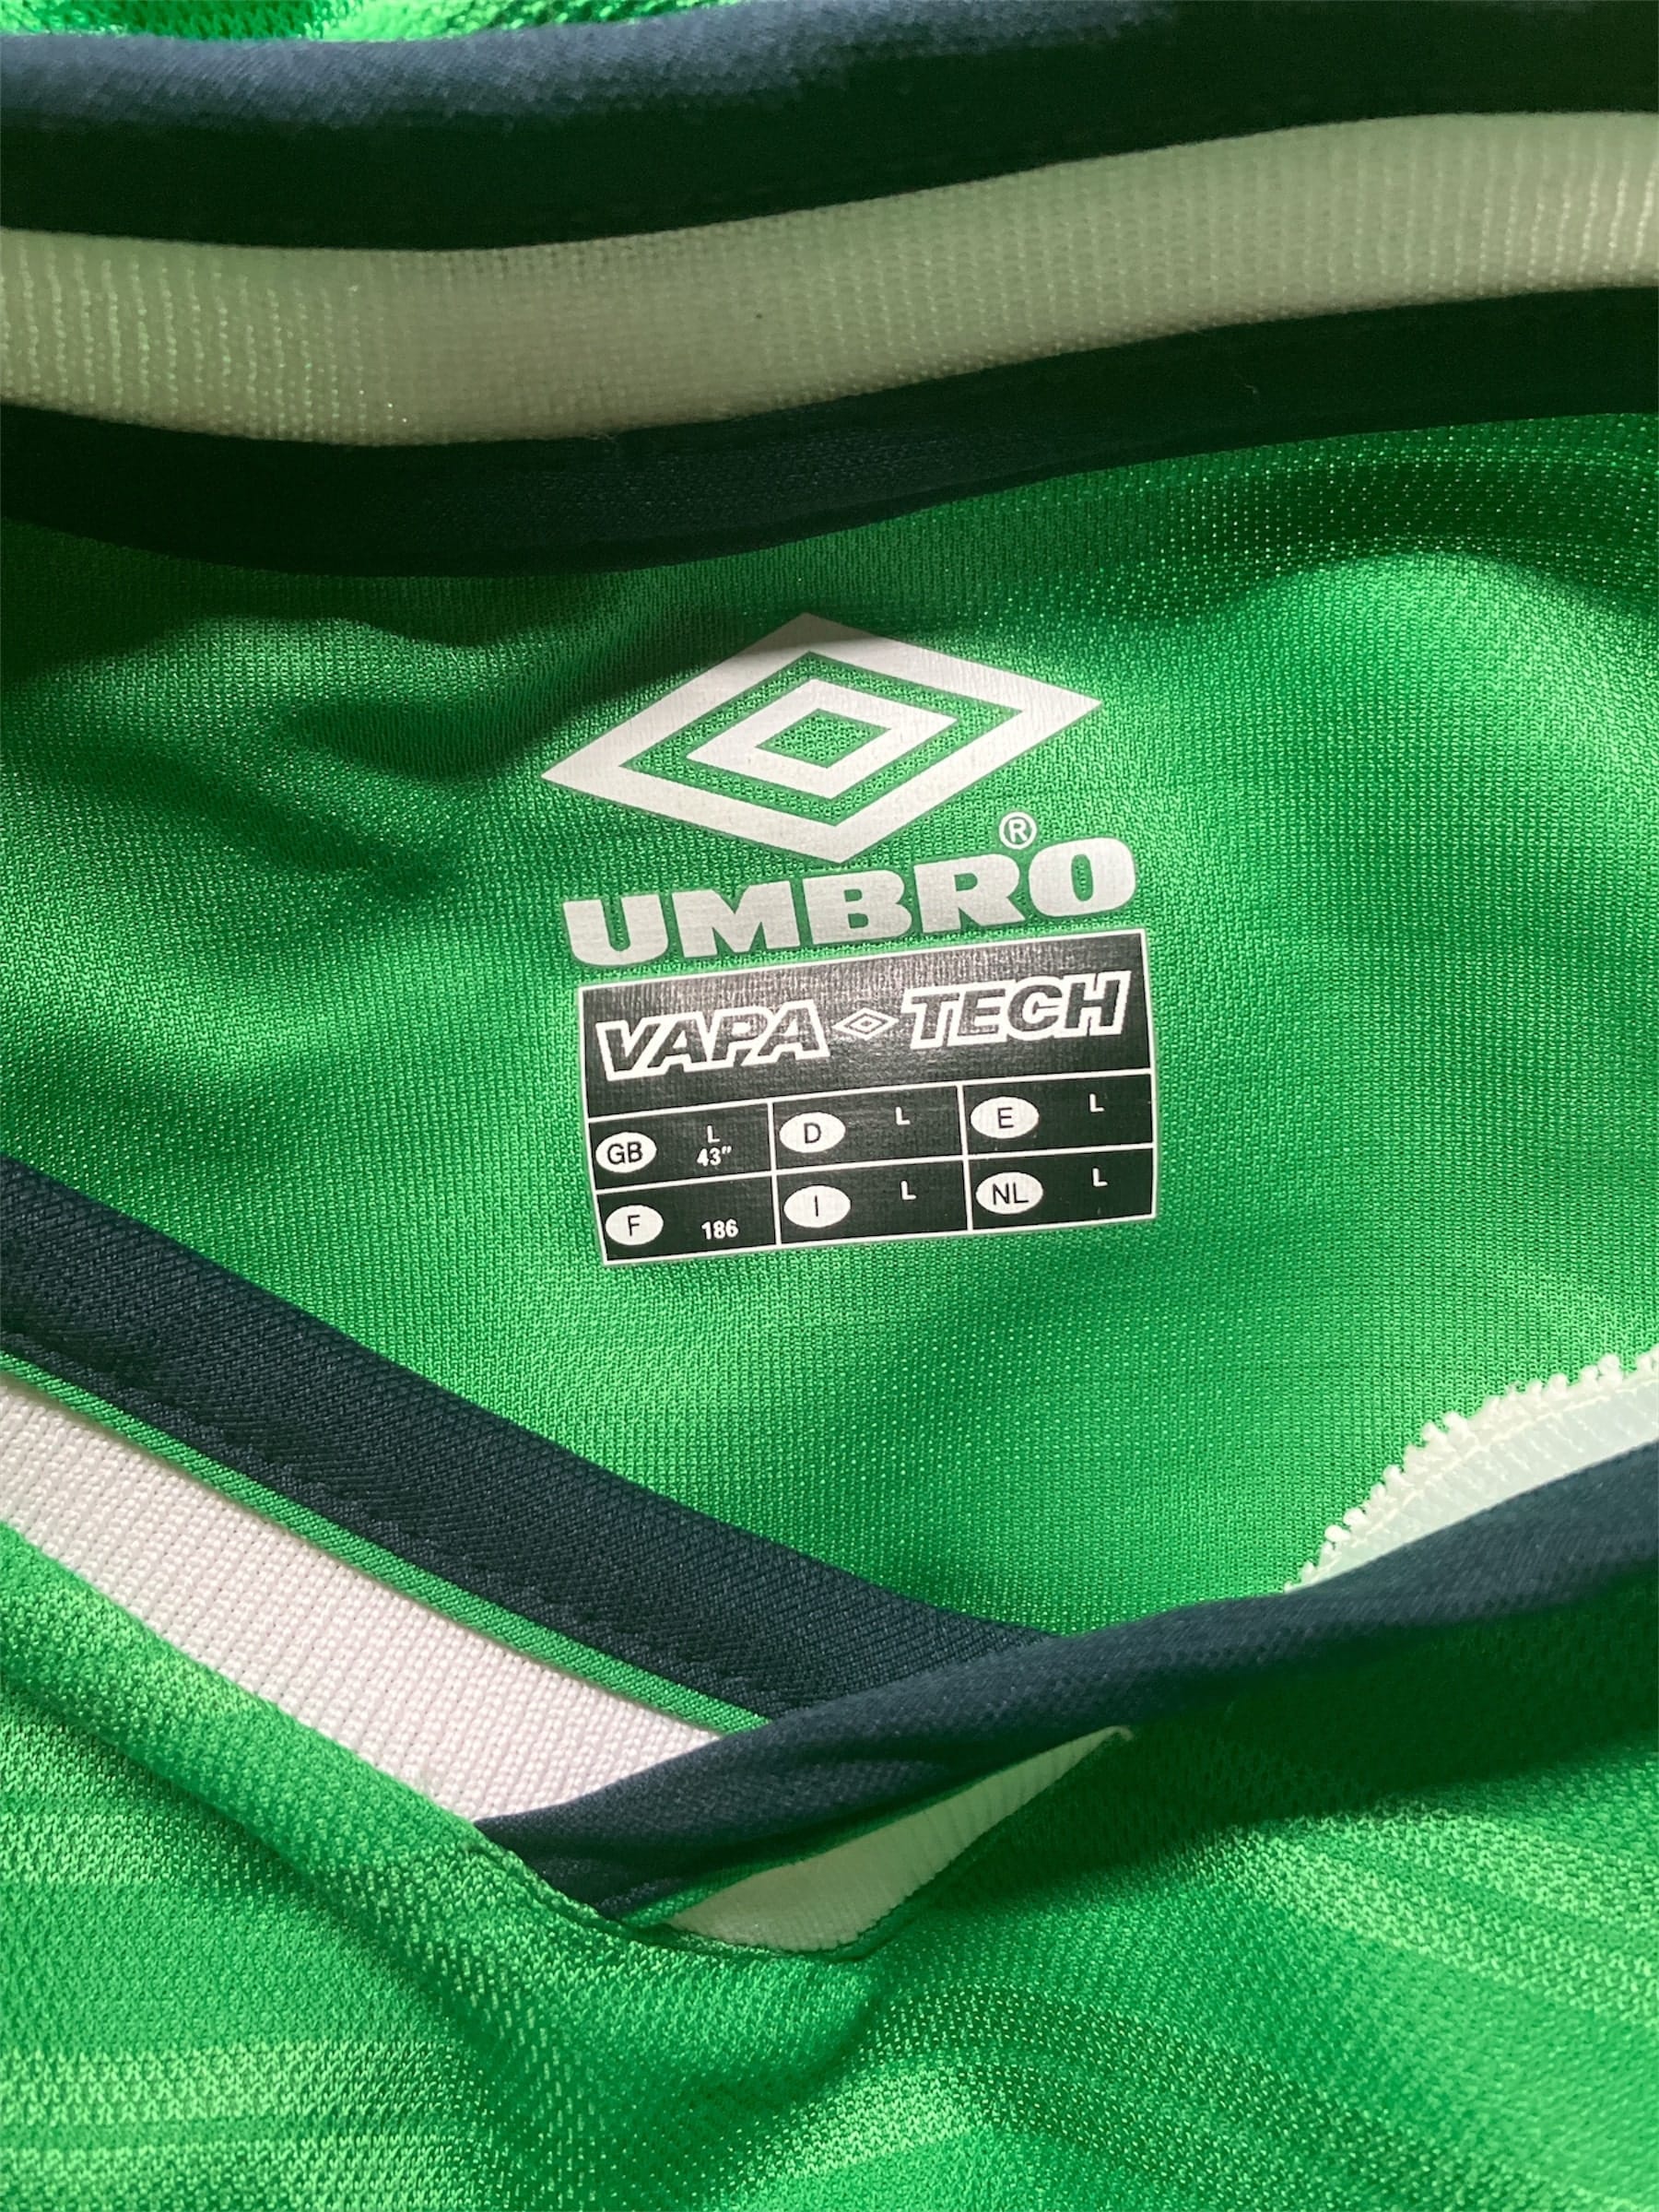 UMBRO®
VAPA TECH
GB L 43" D L E L
F 186 I L NL L